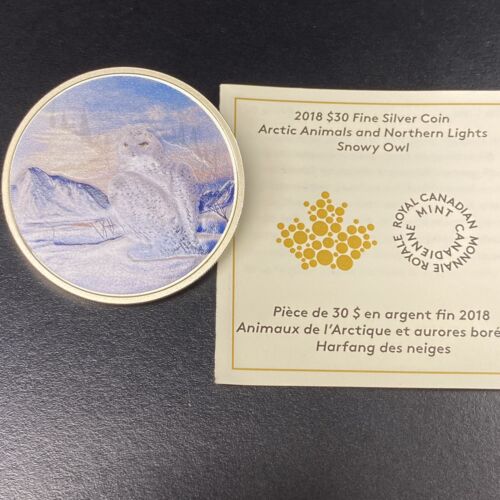 2018 $30 Fine Silver Coin
Arctic Animals and Northern Lights
Snowy Owl
ROYAL CANADIAN MINT
MONNAIE ROYALE CANADIENNE
Pièce de 30 $ en argent fin 2018
Animaux de l'Arctique et aurores boré
Harfang des neiges